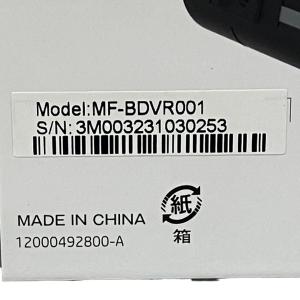 Model:MF-BDVR001
S/N:3M003231030253
紙
箱
MADE IN CHINA
12000492800-A